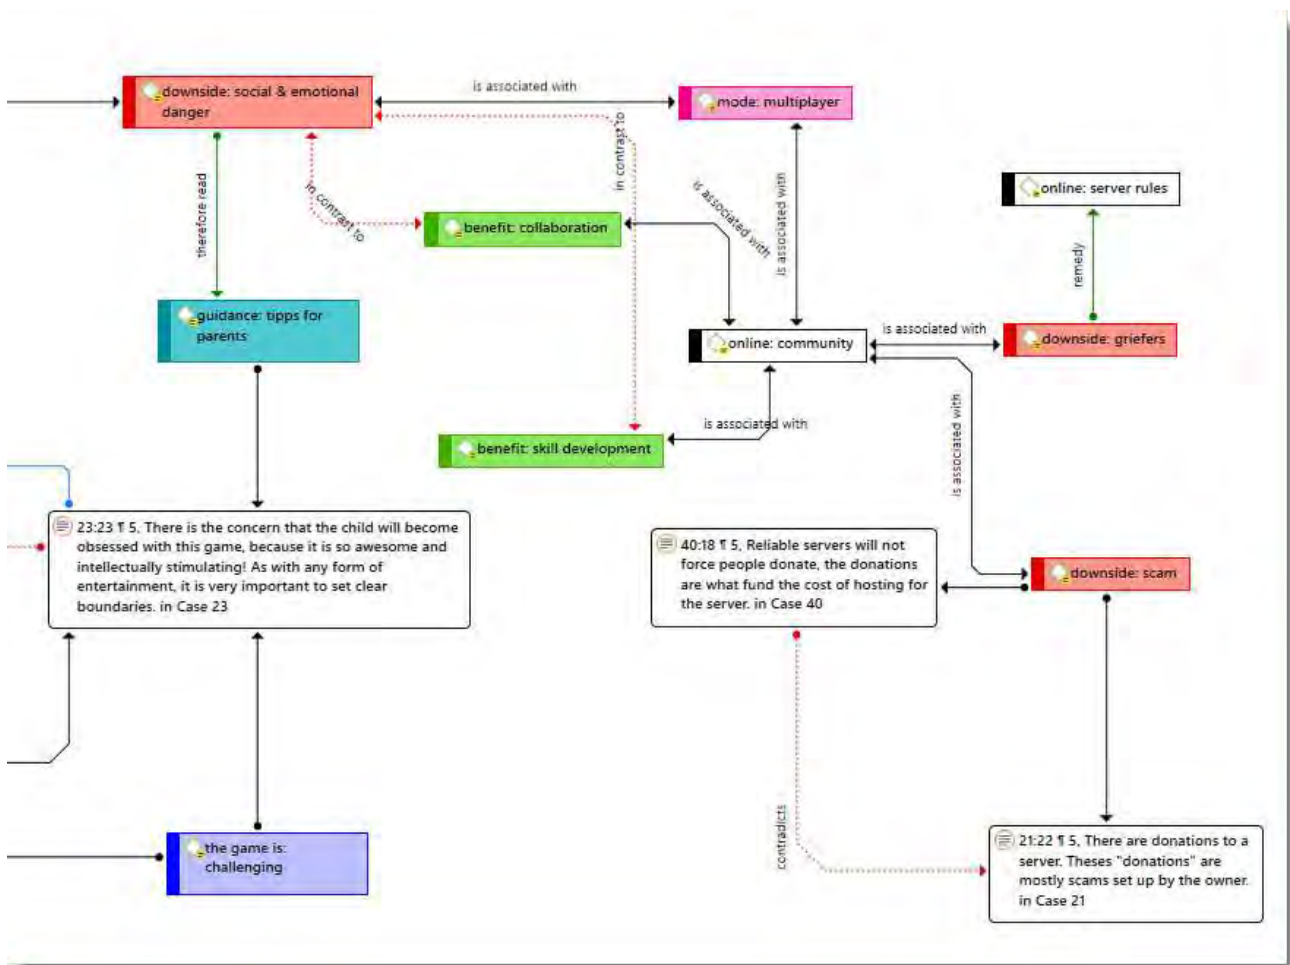 is associated with
downside: social & emotional
danger
mode: multiplayer
in contrast to
therefore read
in contrast to
is associated with
is associated with
online: server rules
benefit: collaboration
remedy
guidance: tipps for
parents
is associated with
online: community
downside: griefers
is associated with
is associated with
benefit: skill development
23:23 ¶ 5, There is the concern that the child will become
obsessed with this game, because it is so awesome and
intellectually stimulating! As with any form of
entertainment, it is very important to set clear
boundaries. in Case 23
40:18 ¶ 5, Reliable servers will not
force people donate, the donations
are what fund the cost of hosting for
the server. in Case 40
downside: scam
contradicts
the game is:
challenging
21:22 ¶ 5, There are donations to a
server. Theses "donations" are
mostly scams set up by the owner.
in Case 21